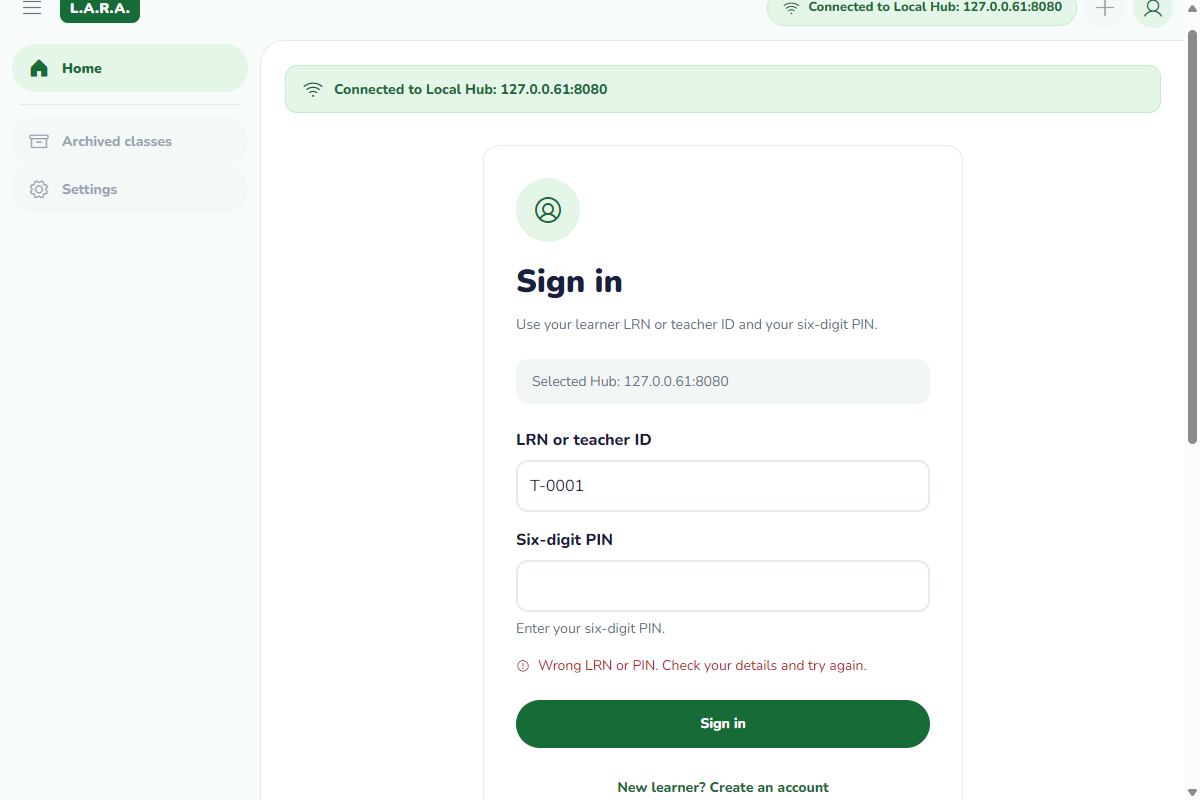 L.A.R.A.
Connected to Local Hub: 127.0.0.61:8080
Home
Archived classes
Settings
Connected to Local Hub: 127.0.0.61:8080
Sign in
Use your learner LRN or teacher ID and your six-digit PIN.
Selected Hub: 127.0.0.61:8080
LRN or teacher ID
T-0001
Six-digit PIN
Enter your six-digit PIN.
Wrong LRN or PIN. Check your details and try again.
Sign in
New learner? Create an account